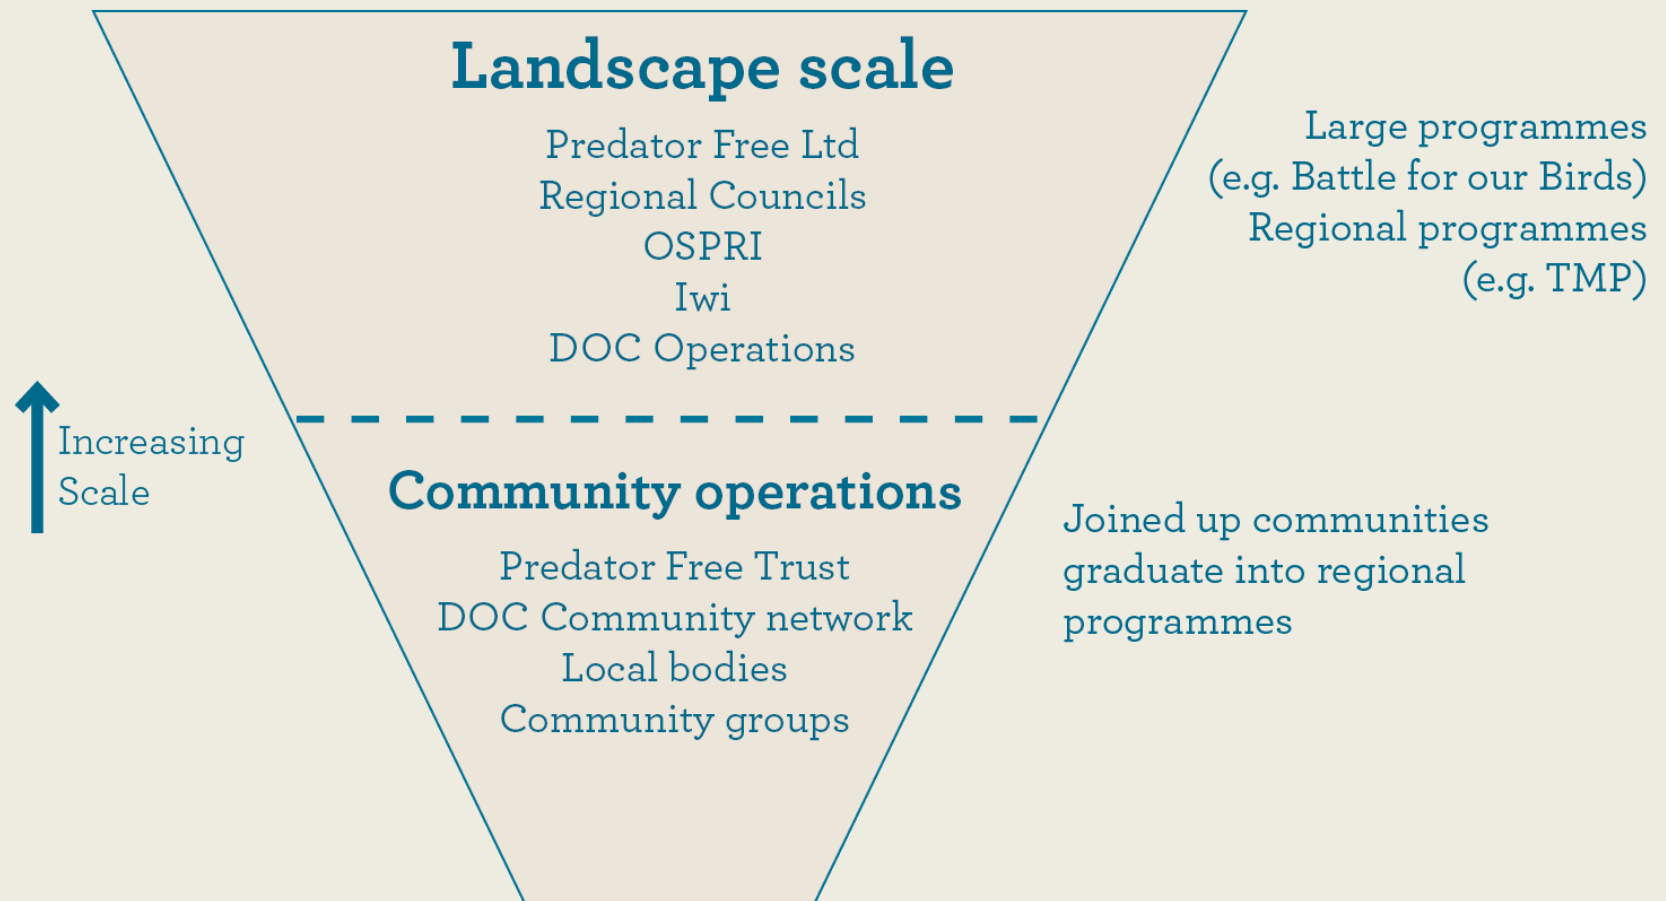 Landscape scale
Predator Free Ltd
Regional Councils
OSPRI
Iwi
DOC Operations
Large programmes
(e.g. Battle for our Birds)
Regional programmes
(e.g. TMP)
Increasing
Scale
Community operations
Predator Free Trust
DOC Community network
Local bodies
Community groups
Joined up communities
graduate into regional
programmes